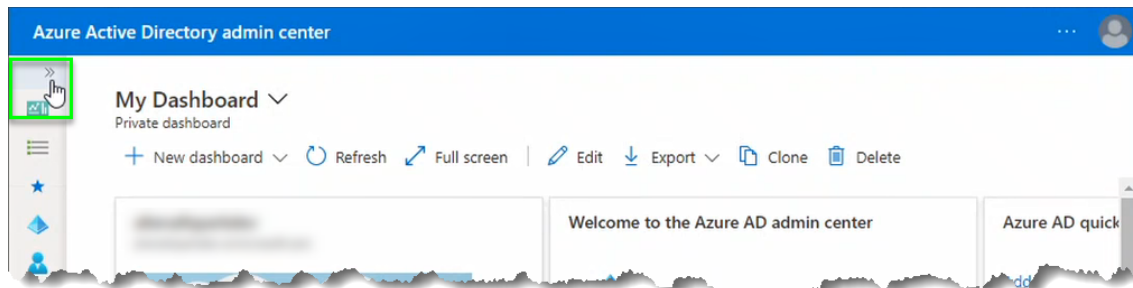 Azure Active Directory admin center
My Dashboard
Private dashboard
New dashboard Refresh Full screen Edit Export Clone Delete
Welcome to the Azure AD admin center Azure AD quick